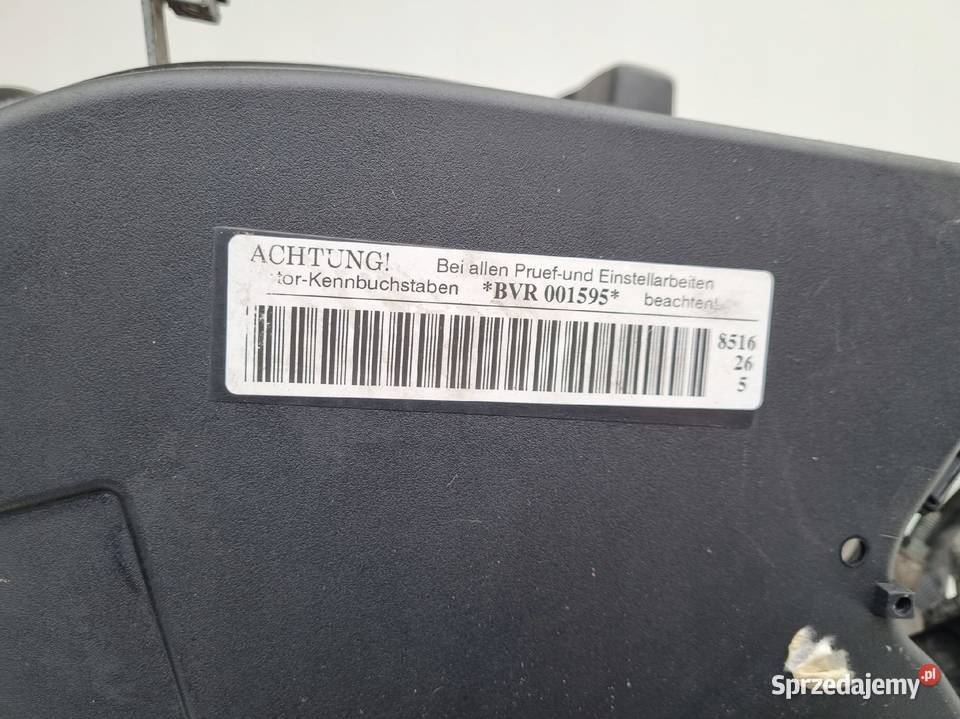 ACHTUNG! Bei allen Pruef-und Einstellarbeiten
tor-Kennbuchstaben *BVR 001595* beachten!
8516
26
5
Sprzedajemy.pl